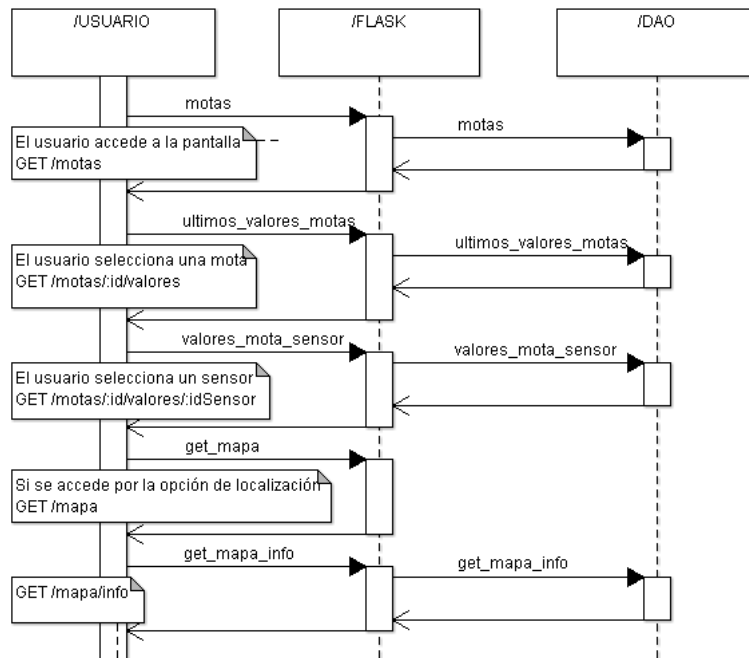 /USUARIO
/FLASK
/DAO
motas
motas
El usuario accede a la pantalla
GET /motas
ultimos_valores_motas
ultimos_valores_motas
El usuario selecciona una mota
GET /motas/:id/valores
valores_mota_sensor
valores_mota_sensor
El usuario selecciona un sensor
GET /motas/:id/valores/:idSensor
get_mapa
Si se accede por la opción de localización
GET /mapa
get_mapa_info
get_mapa_info
GET /mapa/info